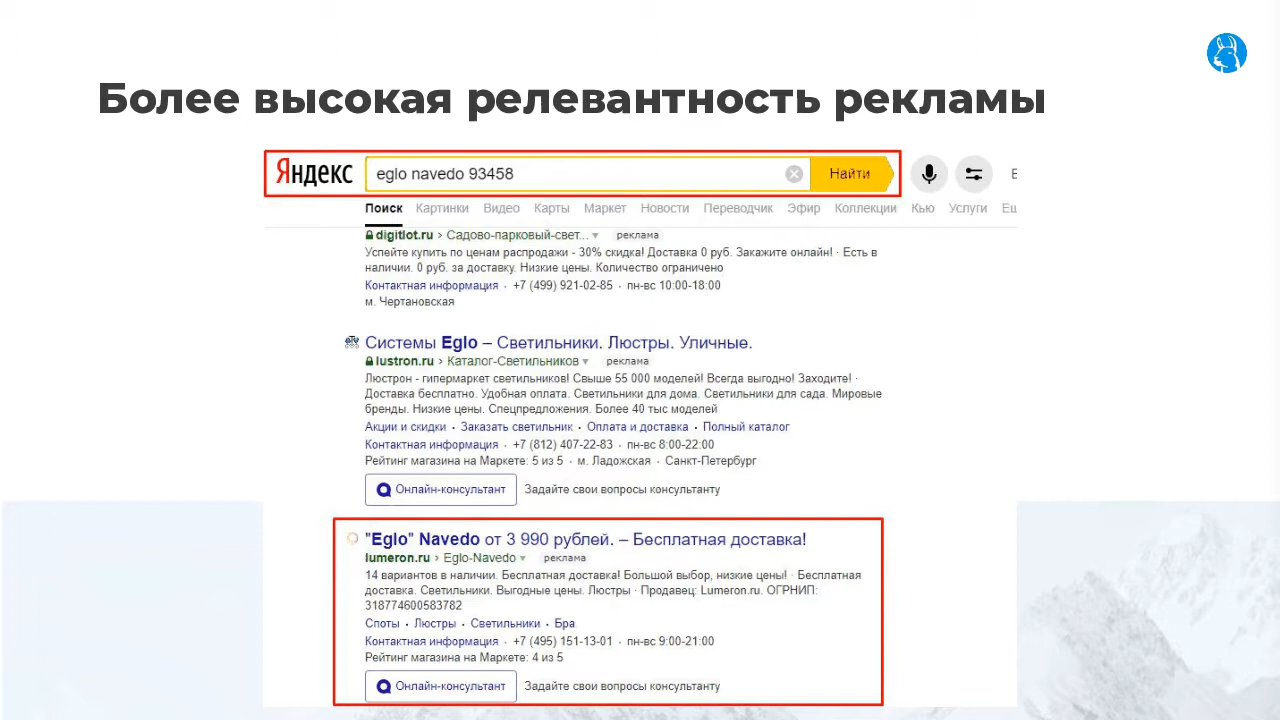 Более высокая релевантность рекламы
Яндекс eglo navedo 93458 Найти
Поиск Картинки Видео Карты Маркет Новости Переводчик Эфир Коллекции Кью Услуги Ещ
digitlot.ru › Садово-парковый-свет... реклама
Успейте купить по ценам распродажи - 30% скидка! Доставка 0 руб. Закажите онлайн! · Есть в
наличии. 0 руб. за доставку. Низкие цены. Количество ограничено
Контактная информация · +7 (499) 921-02-85 · пн-вс 10:00-18:00
м. Чертановская
Системы Eglo – Светильники. Люстры. Уличные.
lustron.ru › Каталог-Светильников реклама
Люстрон - гипермаркет светильников! Свыше 55 000 моделей! Всегда выгодно! Заходите! ·
Доставка бесплатно. Удобная оплата. Светильники для дома. Светильники для сада. Мировые
бренды. Низкие цены. Спецпредложения. Более 40 тыс моделей
Акции и скидки · Заказать светильник · Оплата и доставка · Полный каталог
Контактная информация · +7 (812) 407-22-83 · пн-вс 8:00-22:00
Рейтинг магазина на Маркете: 5 из 5 · м. Ладожская · Санкт-Петербург
Онлайн-консультант Задайте свои вопросы консультанту
"Eglo" Navedo от 3 990 рублей. – Бесплатная доставка!
lumeron.ru › Eglo-Navedo реклама
14 вариантов в наличии. Бесплатная доставка! Большой выбор, низкие цены! · Бесплатная
доставка. Светильники. Выгодные цены. Люстры · Продавец: Lumeron.ru. ОГРНИП:
318774600583782
Споты · Люстры · Светильники · Бра
Контактная информация · +7 (495) 151-13-01 · пн-вс 9:00-21:00
Рейтинг магазина на Маркете: 4 из 5
Онлайн-консультант Задайте свои вопросы консультанту